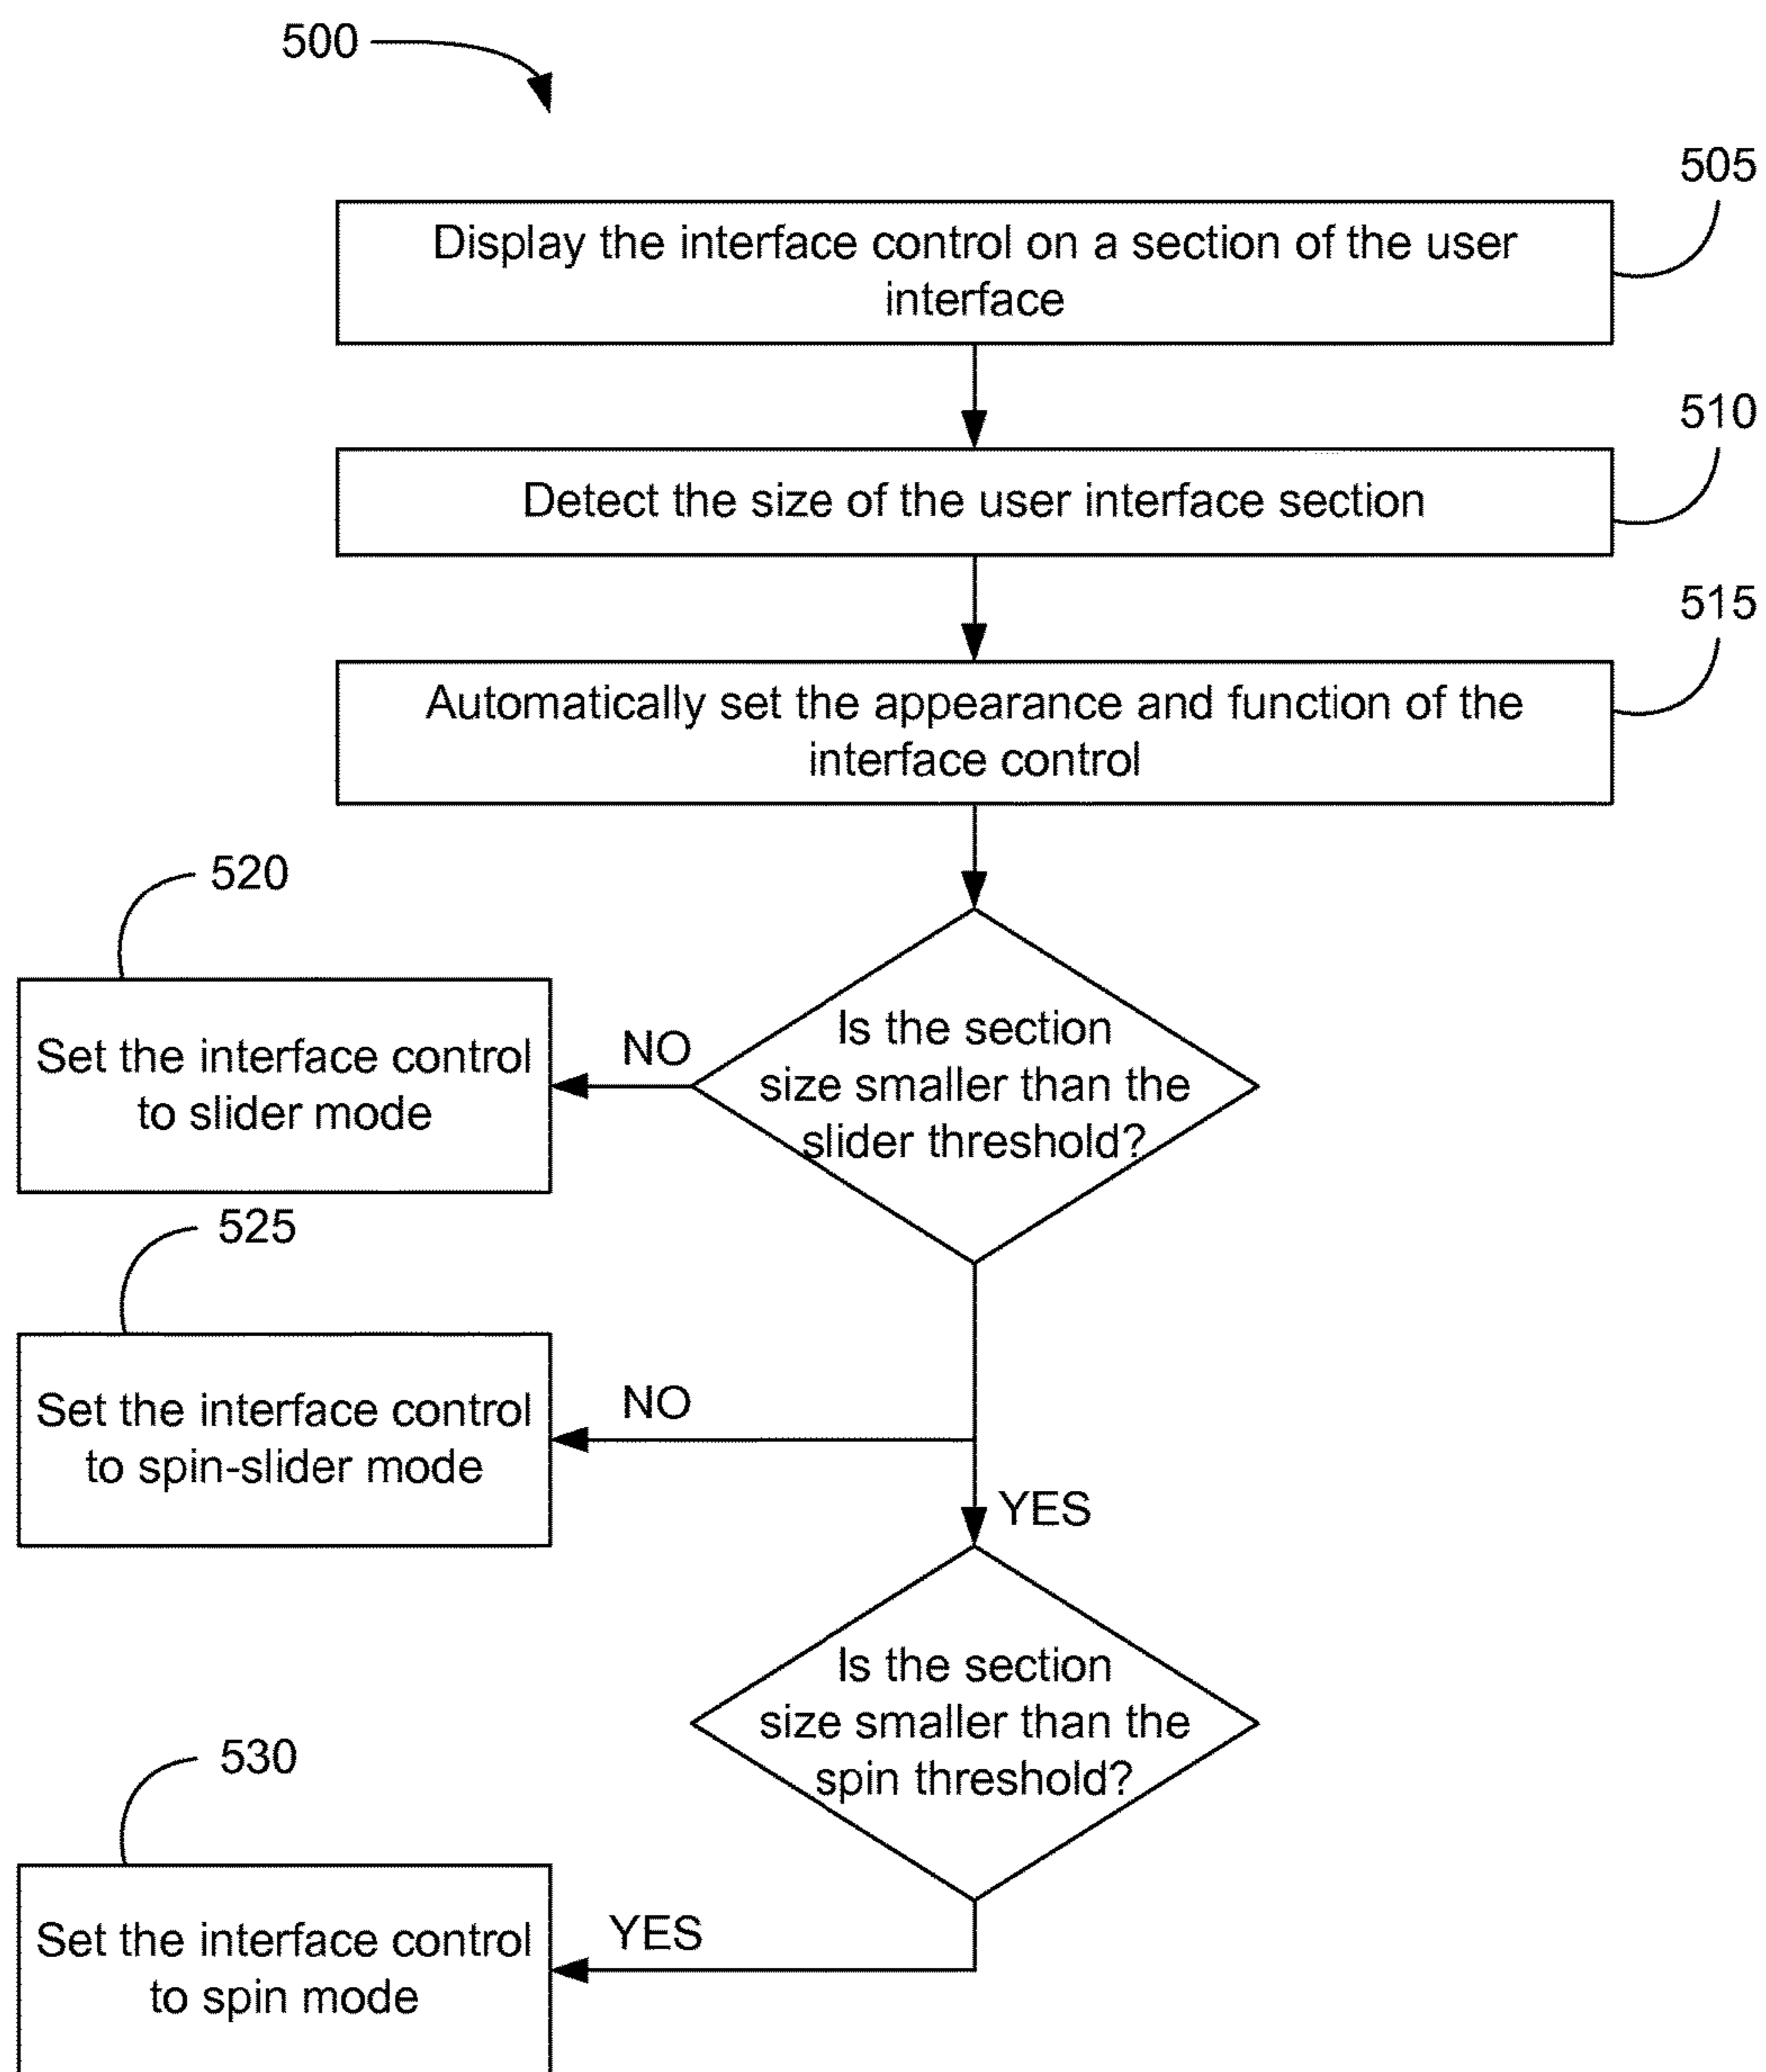 500
505
Display the interface control on a section of the user
interface
510
Detect the size of the user interface section
515
Automatically set the appearance and function of the
interface control
520
Set the interface control
to slider mode
NO
Is the section
size smaller than the
slider threshold?
525
Set the interface control
to spin-slider mode
NO
YES
Is the section
size smaller than the
spin threshold?
530
Set the interface control
to spin mode
YES